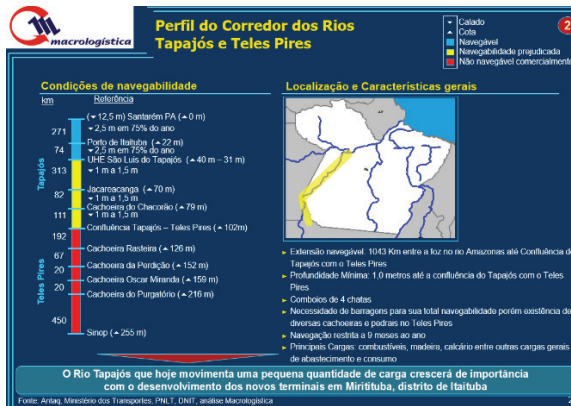 macrologística
Perfil do Corredor dos Rios
Tapajós e Teles Pires
Calado
Cota
Navegável
Navegabilidade prejudicada
Não navegável comercialmente
2
Condições de navegabilidade
km
Referência
(12,5 m) Santarém PA (0 m)
271
2,5 m em 75% do ano
Porto de Itaituba (22 m)
74
2,5 m em 75% do ano
UHE São Luis do Tapajós (40 m – 31 m)
313
1 m a 1,5 m
Jacareacanga (70 m)
82
1 m a 1,5 m
Cachoeira do Chacorão (79 m)
111
1 m a 1,5 m
Confluência Tapajós – Teles Pires (102m)
192
Cachoeira Rasteira (126 m)
67
Cachoeira da Perdição (152 m)
20
Cachoeira Oscar Miranda (159 m)
20
Cachoeira do Purgatório (216 m)
450
Sinop (255 m)
Tapajós
Teles Pires
Localização e Características gerais
Extensão navegável: 1043 Km entre a foz no rio Amazonas até Confluência do
Tapajós com o Teles Pires
Profundidade Mínima: 1,0 metros até a confluência do Tapajós com o Teles
Pires
Comboios de 4 chatas
Necessidade de barragens para sua total navegabilidade porém existência de
diversas cachoeiras e pedras no Teles Pires
Navegação restrita a 9 meses ao ano
Principais Cargas: combustíveis, madeira, calcário entre outras cargas gerais
de abastecimento e consumo
O Rio Tapajós que hoje movimenta uma pequena quantidade de carga crescerá de importância
com o desenvolvimento dos novos terminais em Miritituba, distrito de Itaituba
Fonte: Antaq, Ministério dos Transportes, PNLT, DNIT, análise Macrologística